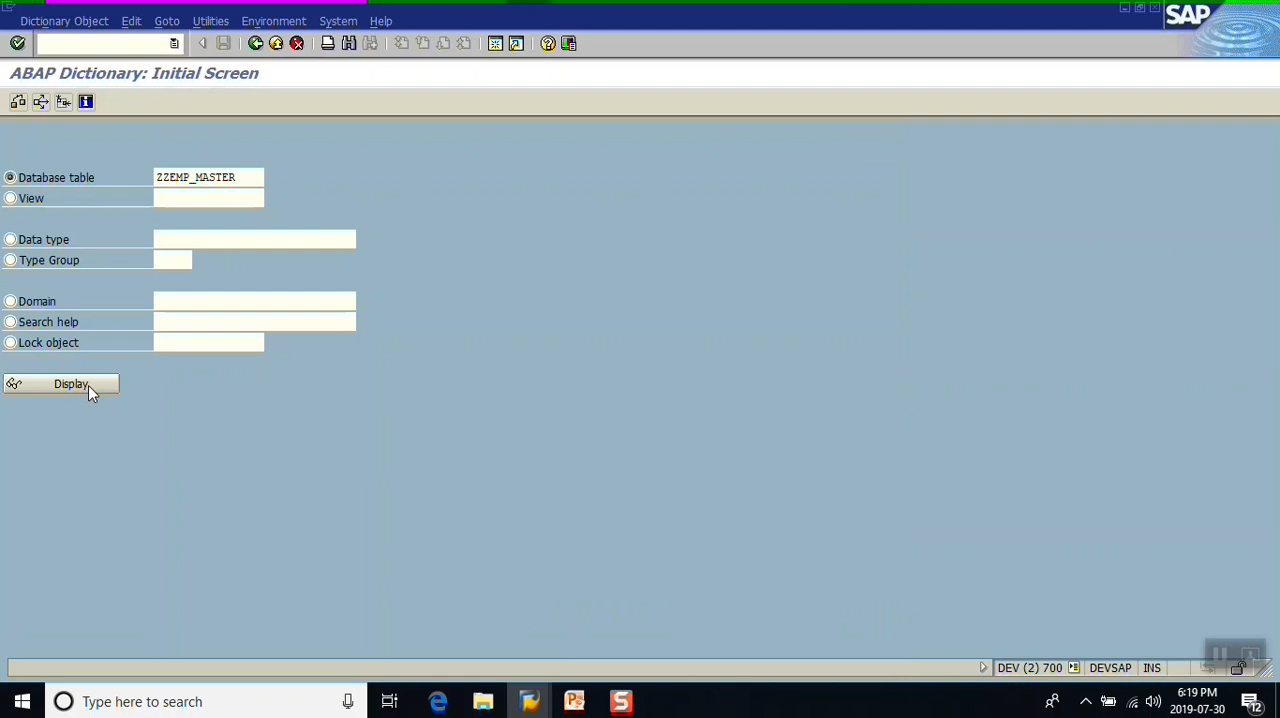 Dictionary Object Edit Goto Utilities Environment System Help
SAP
ABAP Dictionary: Initial Screen
Database table ZZEMP_MASTER
View
Data type
Type Group
Domain
Search help
Lock object
Display
DEV (2) 700 DEVSAP INS
Type here to search
6:19 PM
2019-07-30
12